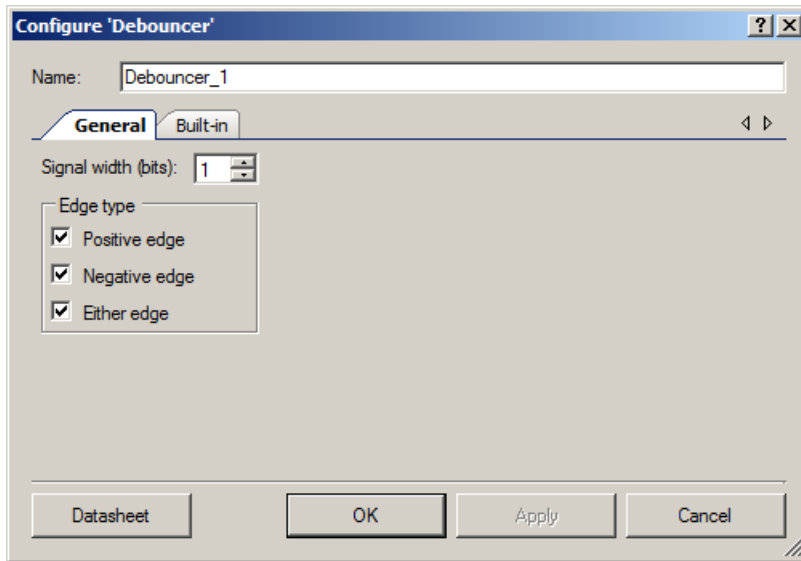 Configure 'Debouncer'
Name: Debouncer_1
General Built-in
Signal width (bits): 1
Edge type
Positive edge
Negative edge
Either edge
Datasheet OK Apply Cancel